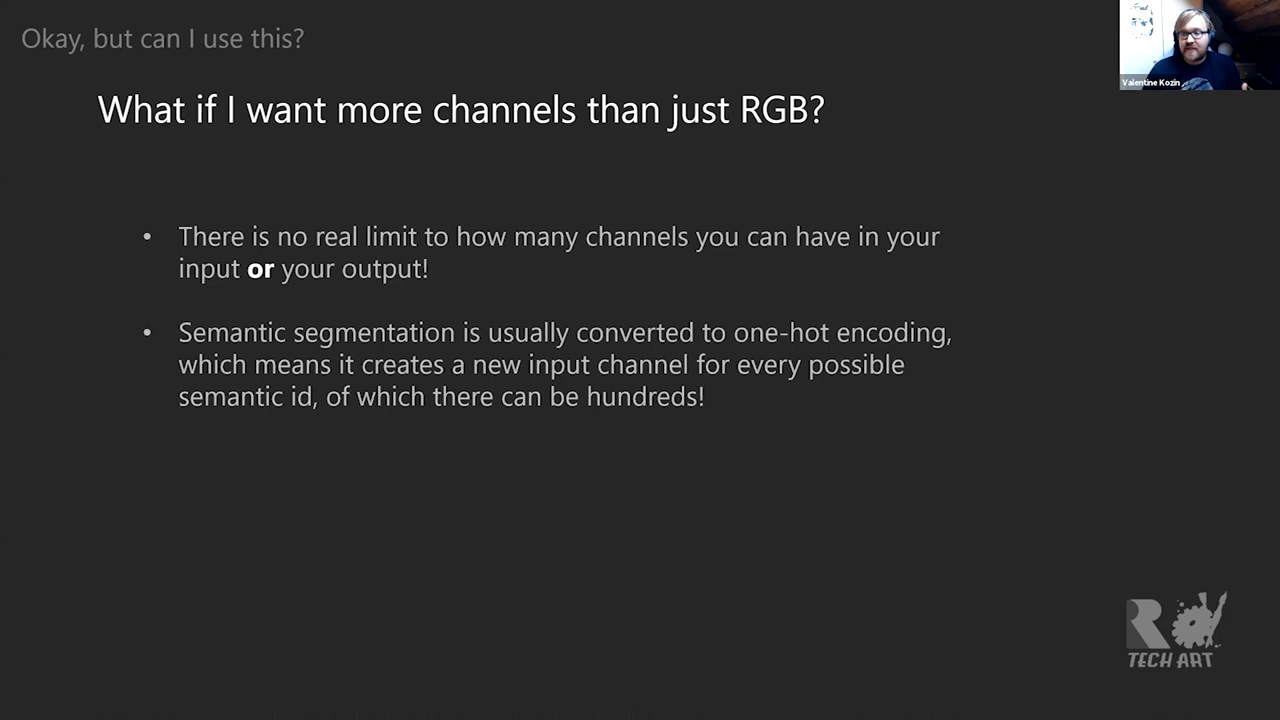 Okay, but can I use this?
Valentine Kozin
What if I want more channels than just RGB?
• There is no real limit to how many channels you can have in your
input or your output!
• Semantic segmentation is usually converted to one-hot encoding,
which means it creates a new input channel for every possible
semantic id, of which there can be hundreds!
R
TECH ART